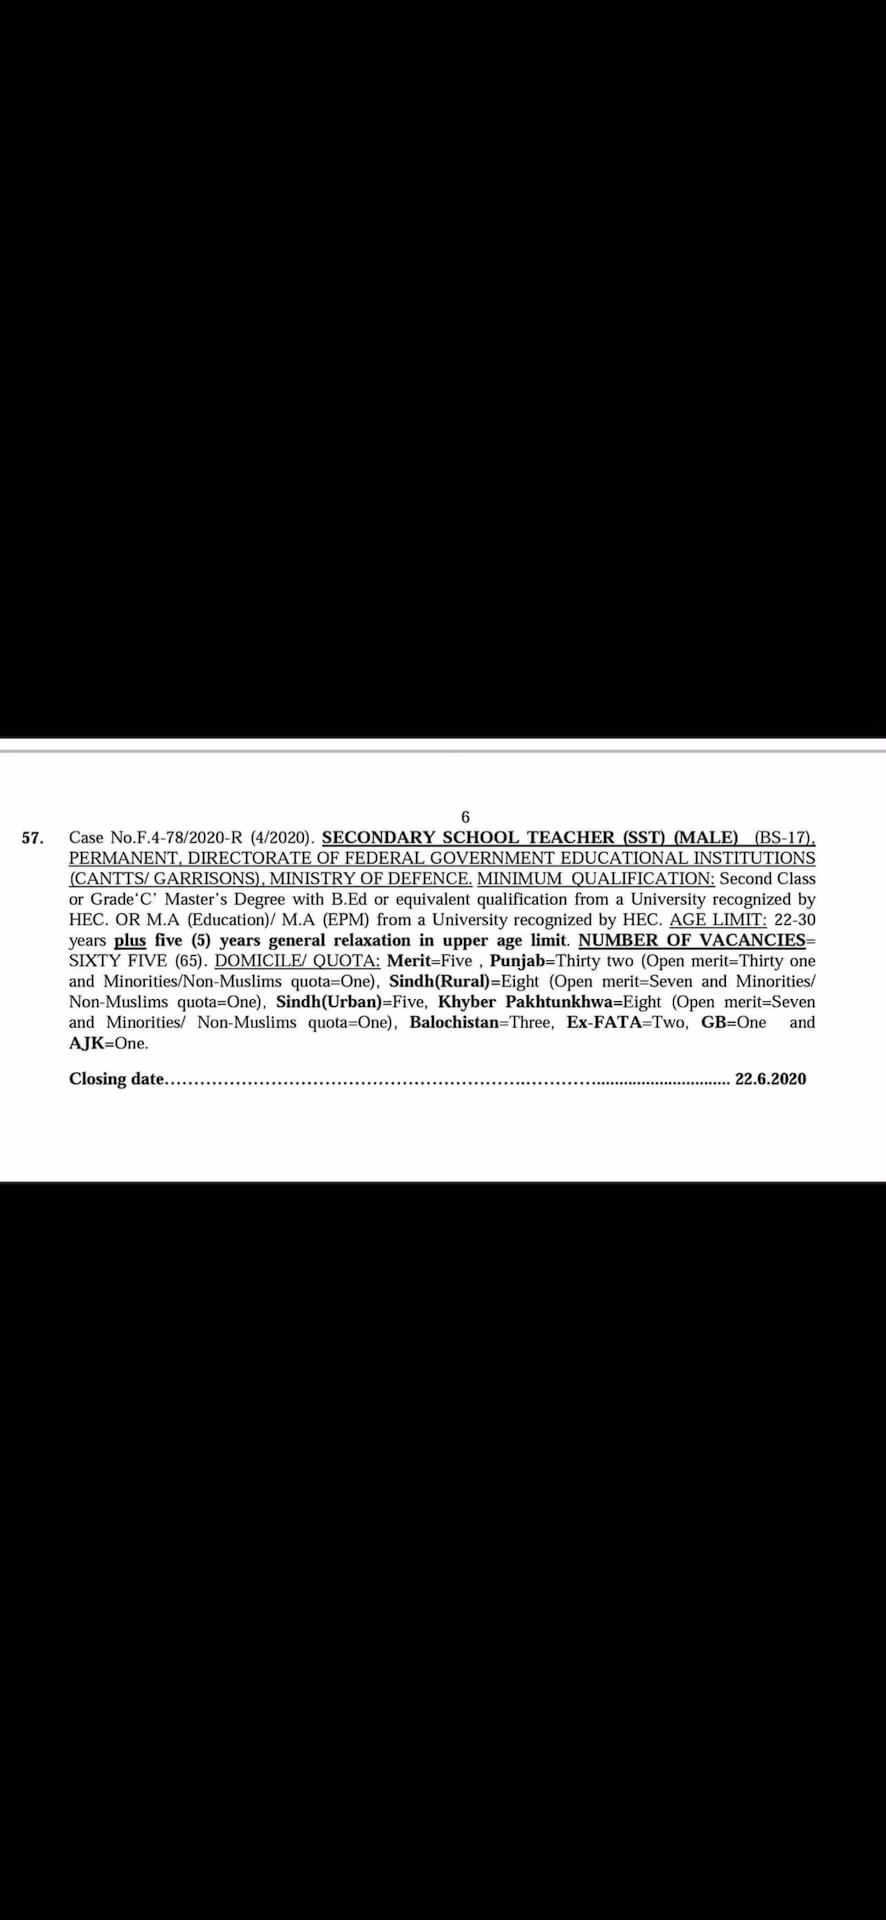 6
57. Case No.F.4-78/2020-R (4/2020). SECONDARY SCHOOL TEACHER (SST) (MALE) (BS-17),
PERMANENT, DIRECTORATE OF FEDERAL GOVERNMENT EDUCATIONAL INSTITUTIONS
(CANTTS/ GARRISONS), MINISTRY OF DEFENCE. MINIMUM QUALIFICATION: Second Class
or Grade‘C’ Master’s Degree with B.Ed or equivalent qualification from a University recognized by
HEC. OR M.A (Education)/ M.A (EPM) from a University recognized by HEC. AGE LIMIT: 22-30
years plus five (5) years general relaxation in upper age limit. NUMBER OF VACANCIES=
SIXTY FIVE (65). DOMICILE/ QUOTA: Merit=Five , Punjab=Thirty two (Open merit=Thirty one
and Minorities/Non-Muslims quota=One), Sindh(Rural)=Eight (Open merit=Seven and Minorities/
Non-Muslims quota=One), Sindh(Urban)=Five, Khyber Pakhtunkhwa=Eight (Open merit=Seven
and Minorities/ Non-Muslims quota=One), Balochistan=Three, Ex-FATA=Two, GB=One and
AJK=One.
Closing date........................................................................................... 22.6.2020